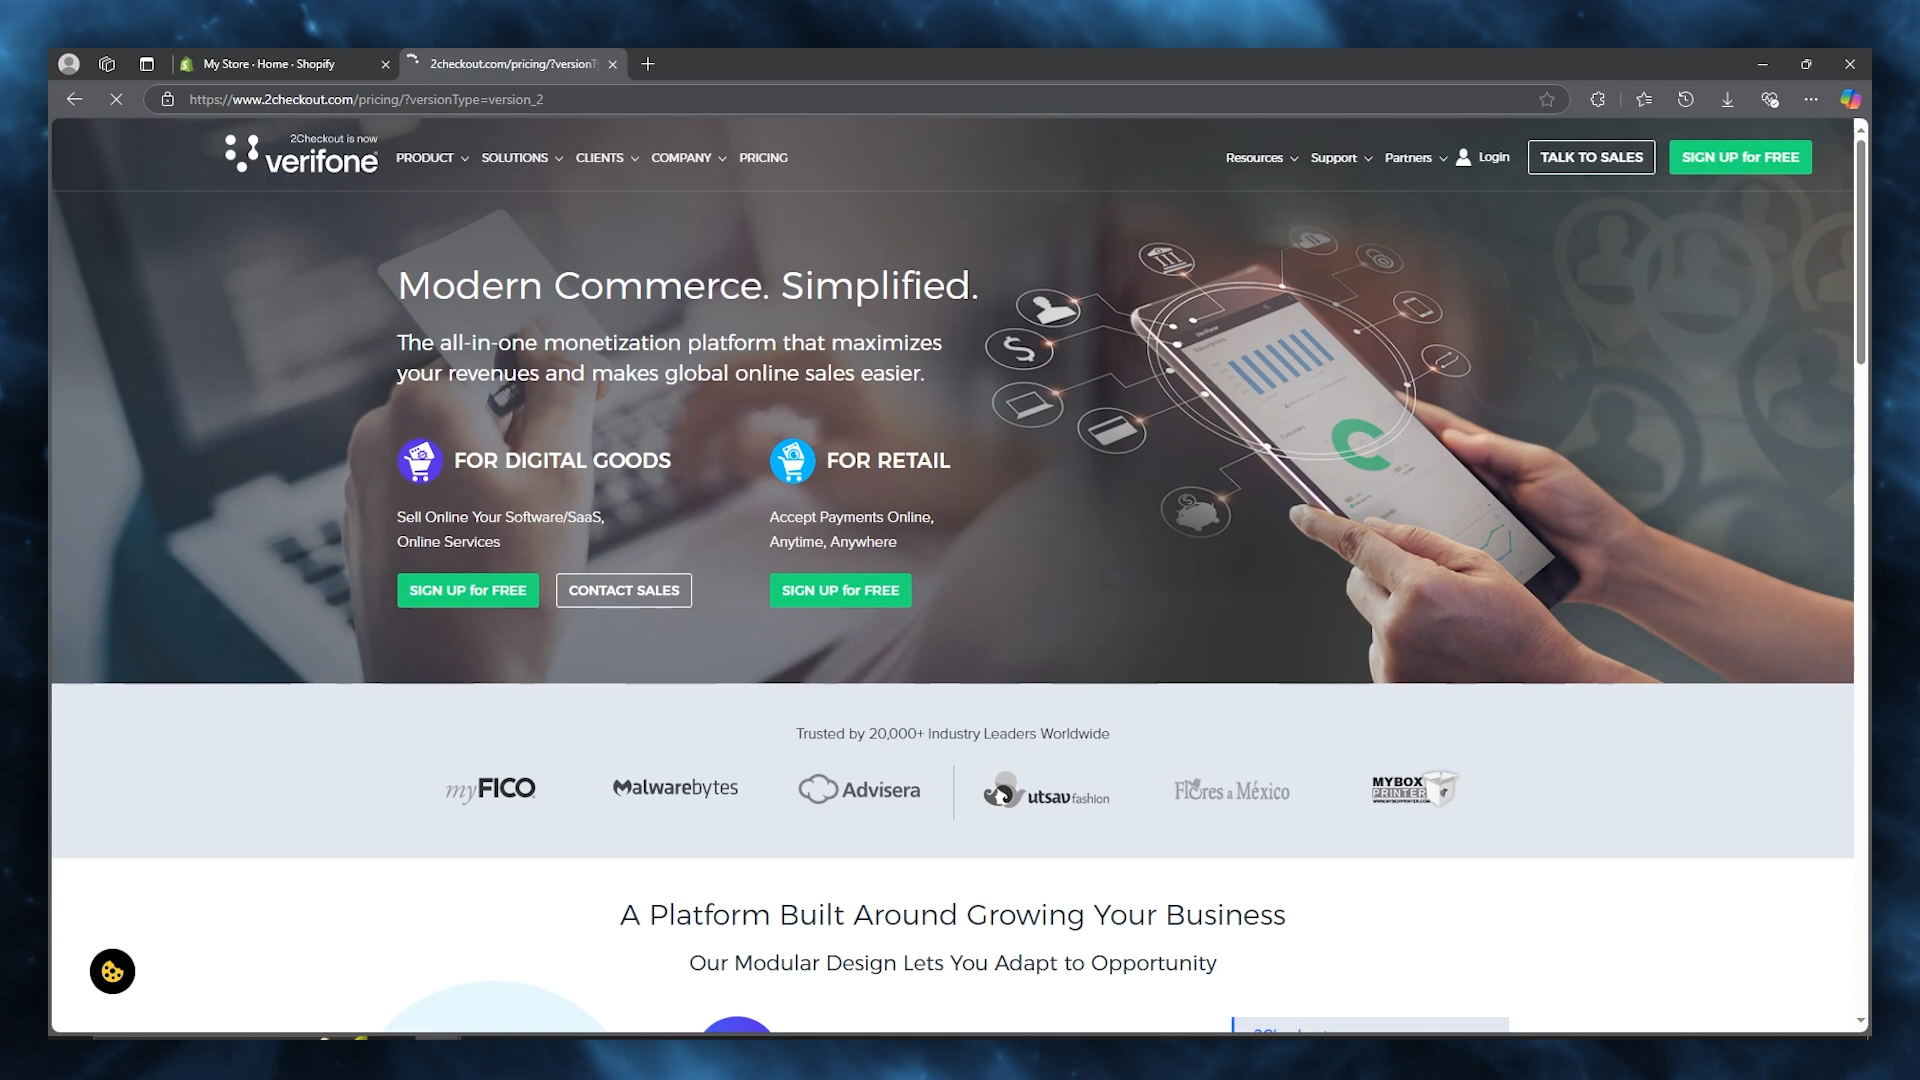 My Store · Home · Shopify
2checkout.com/pricing/?versionT
https://www.2checkout.com/pricing/?versionType=version_2
2Checkout is now
verifone
PRODUCT
SOLUTIONS
CLIENTS
COMPANY
PRICING
Resources
Support
Partners
Login
TALK TO SALES
SIGN UP for FREE
Modern Commerce. Simplified.
The all-in-one monetization platform that maximizes
your revenues and makes global online sales easier.
FOR DIGITAL GOODS
Sell Online Your Software/SaaS,
Online Services
SIGN UP for FREE
CONTACT SALES
FOR RETAIL
Accept Payments Online,
Anytime, Anywhere
SIGN UP for FREE
Trusted by 20,000+ Industry Leaders Worldwide
myFICO
Malwarebytes
Advisera
utsav fashion
Flores a México
MYBOX
PRINTER
A Platform Built Around Growing Your Business
Our Modular Design Lets You Adapt to Opportunity